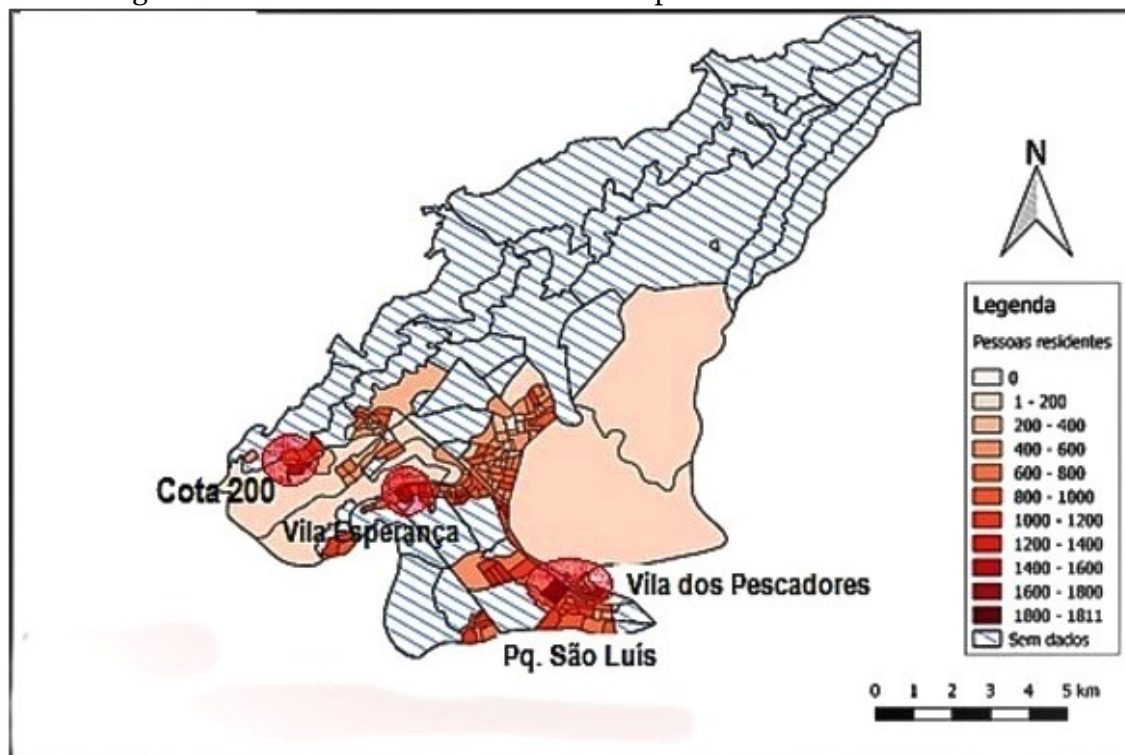 N
Legenda
Pessoas residentes
0
1 - 200
200 - 400
400 - 600
600 - 800
800 - 1000
1000 - 1200
1200 - 1400
1400 - 1600
1600 - 1800
1800 - 1811
Sem dados
Cota 200
Vila Esperança
Vila dos Pescadores
Pq. São Luís
0 1 2 3 4 5 km